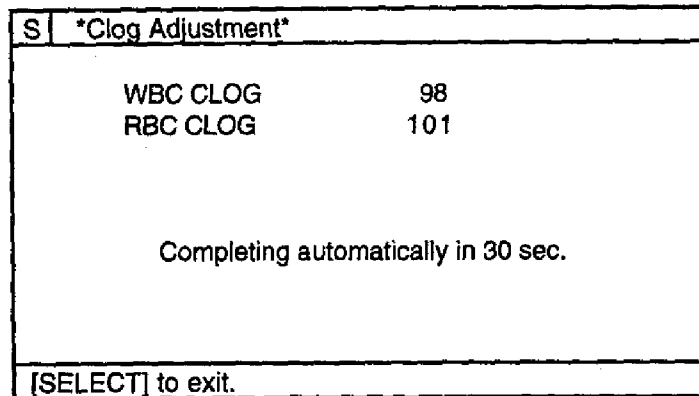 S *Clog Adjustment*
WBC CLOG 98
RBC CLOG 101
Completing automatically in 30 sec.
[SELECT] to exit.